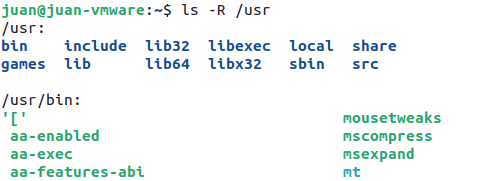 juan@juan-vmware:~$ ls -R /usr
/usr:
bin include lib32 libexec local share
games lib lib64 libx32 sbin src
/usr/bin:
'[' mousetweaks
aa-enabled mscompress
aa-exec msexpand
aa-features-abi mt